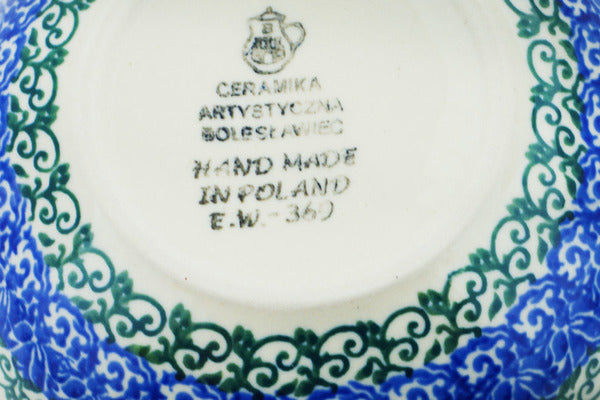 CERAMIKA
ARTYSTYCZNA
BOLESŁAWIEC
HAND MADE
IN POLAND
E.W.-360